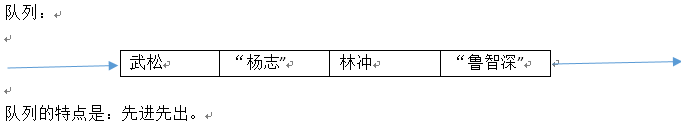 队列：
武松 “杨志” 林冲 “鲁智深”
队列的特点是：先进先出。